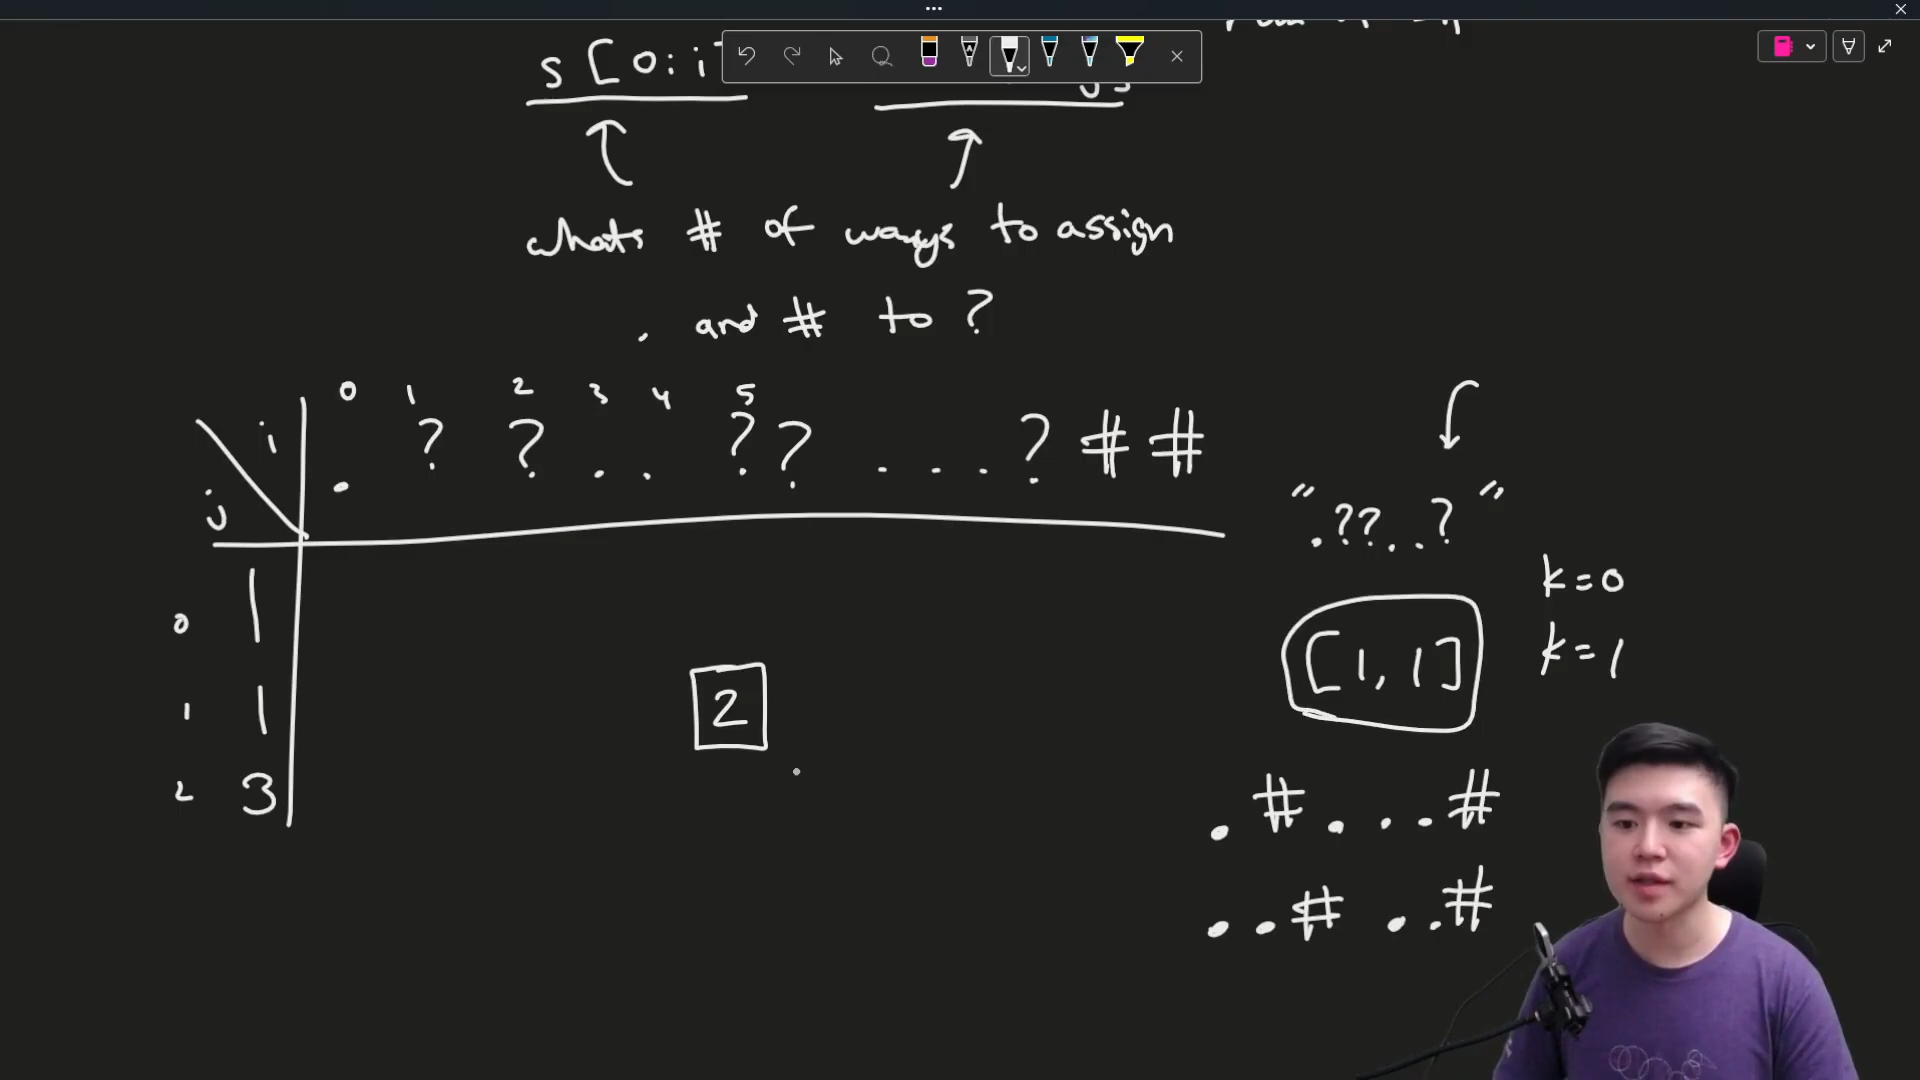 s [ 0 : i
whats # of ways to assign
. and # to ?
0 1 2 3 4 5
i . ? ? . . ? ? . . . ? # #
j
0 1
1 1
2 3
2
" . ? ? . . ? "
k = 0
[ 1 , 1 ]
k = 1
. # . . . #
. . # . . #